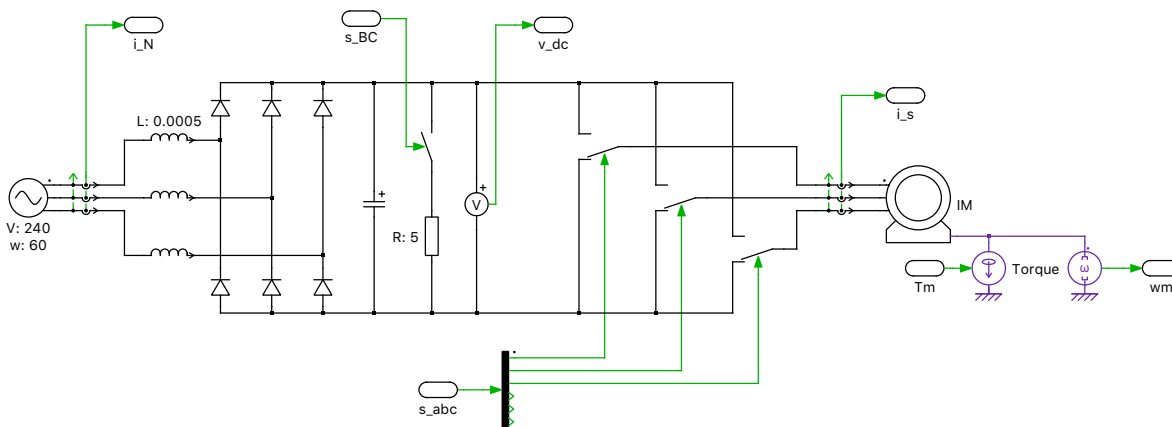 i_N
s_BC
v_dc
i_s
L: 0.0005
V: 240
w: 60
R: 5
V
IM
Tm
Torque
ω
wm
s_abc